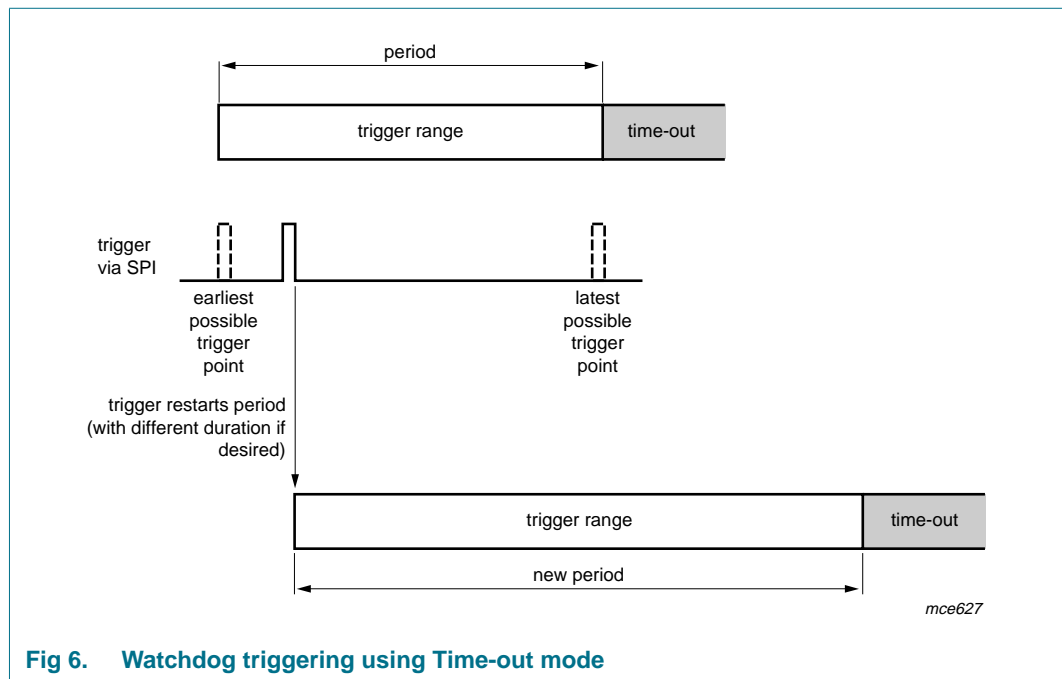 period
trigger range
time-out
trigger
via SPI
earliest
possible
trigger
point
latest
possible
trigger
point
trigger restarts period
(with different duration if
desired)
trigger range
time-out
new period
mce627
Fig 6. Watchdog triggering using Time-out mode